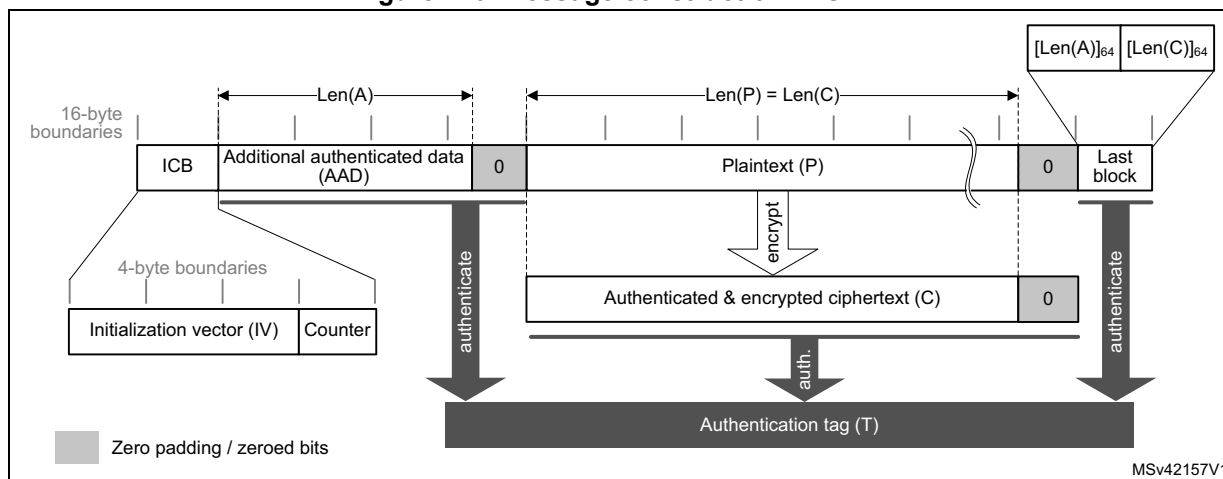 [Len(A)]64 [Len(C)]64
Len(A)
Len(P) = Len(C)
16-byte
boundaries
ICB
Additional authenticated data
(AAD)
0
Plaintext (P)
0
Last
block
encrypt
4-byte boundaries
Initialization vector (IV)
Counter
authenticate
Authenticated & encrypted ciphertext (C)
0
auth.
authenticate
Authentication tag (T)
Zero padding / zeroed bits
MSv42157V1